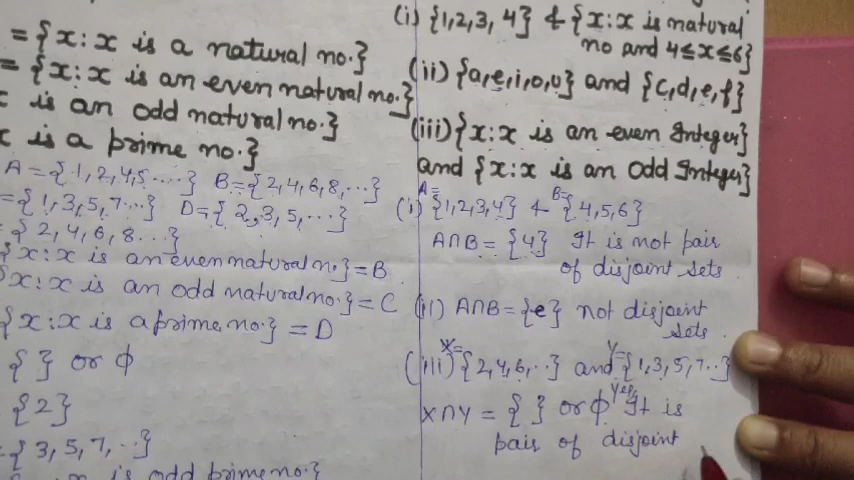 = {x: x is a natural no.}
= {x: x is an even natural no.}
is an odd natural no.}
x is a prime no.}
A = {1,2,4,5.....} B={2,4,6,8,...}
= {1,3,5,7...} D={2,3,5,...}
{2,4,6,8...}
{x:x is an even natural no} = B
{x:x is an odd natural no} = C
{x:x is a prime no} = D
{ } or ϕ
{2}
= {3,5,7,..}
x is odd prime no.}
(i) {1,2,3,4} & {x:x is natural
no and 4≤x≤6}
(ii) {a,e,i,o,u} and {c,d,e,f}
(iii) {x:x is an even Integer}
and {x:x is an odd Integer}
(i) A= {1,2,3,4} & B= {4,5,6}
A∩B = {4} It is not pair
of disjoint sets
(ii) A∩B = {e} not disjoint
sets.
(iii) X= {2,4,6,..} and Y= {1,3,5,7..}
X∩Y = { } or ϕ Yes, It is
pair of disjoint